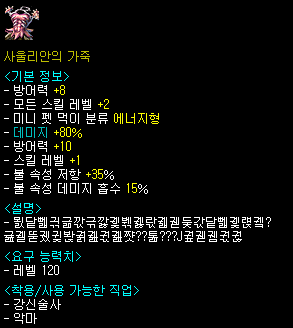 사울리안의 가죽
<기본 정보>
- 방어력 +8
- 모든 스킬 레벨 +2
- 미니 펫 먹이 분류 에너지형
- 데미지 +80%
- 방어력 +10
- 스킬 레벨 +1
- 불 속성 저항 +35%
- 불 속성 데미지 흡수 15%
<설명>
<요구 능력치>
- 레벨 120
<착용/사용 가능한 직업>
- 강신술사
- 악마